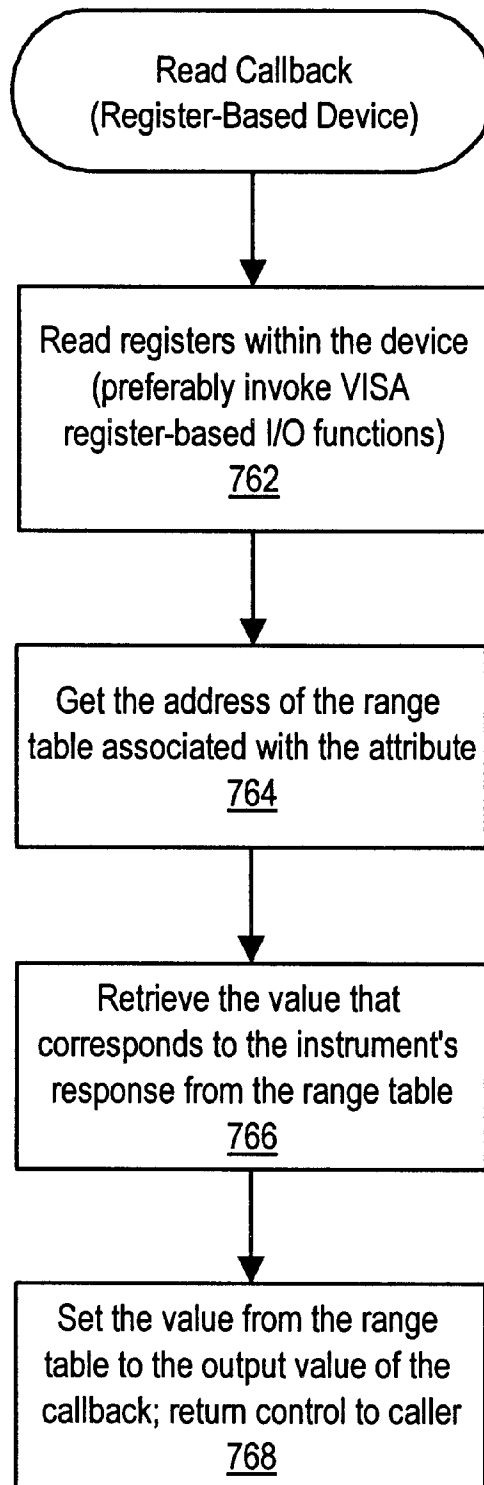 Read Callback
(Register-Based Device)
Read registers within the device
(preferably invoke VISA
register-based I/O functions)
762
Get the address of the range
table associated with the attribute
764
Retrieve the value that
corresponds to the instrument's
response from the range table
766
Set the value from the range
table to the output value of the
callback; return control to caller
768